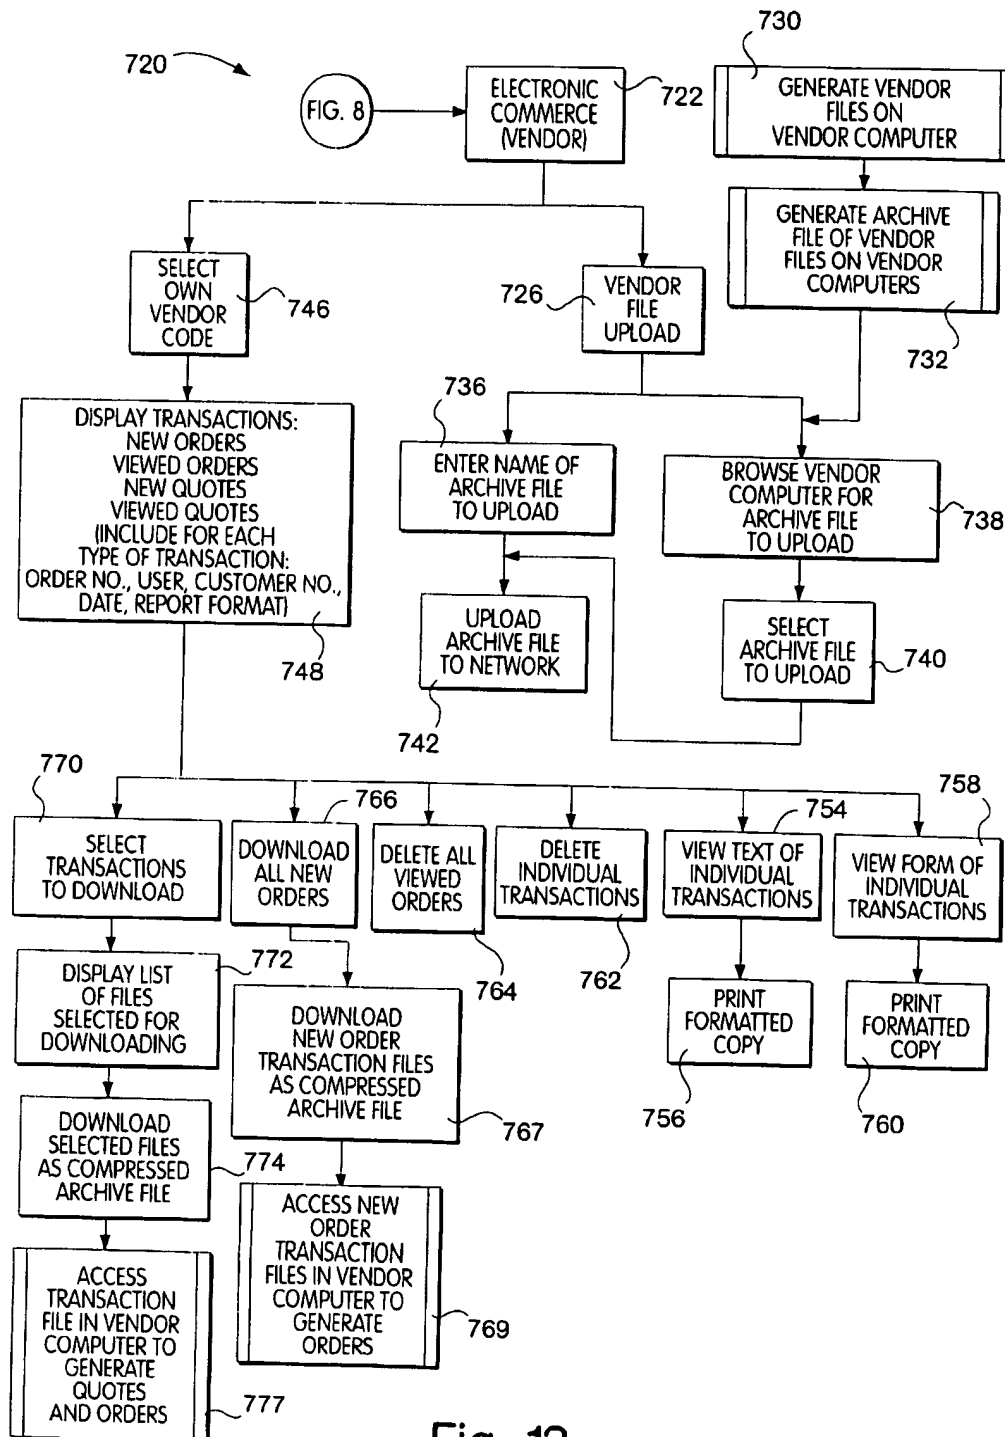 720
FIG. 8
ELECTRONIC
COMMERCE
(VENDOR)
722
730
GENERATE VENDOR
FILES ON
VENDOR COMPUTER
GENERATE ARCHIVE
FILE OF VENDOR
FILES ON VENDOR
COMPUTERS
732
SELECT
OWN
VENDOR
CODE
746
726
VENDOR
FILE
UPLOAD
DISPLAY TRANSACTIONS:
NEW ORDERS
VIEWED ORDERS
NEW QUOTES
VIEWED QUOTES
(INCLUDE FOR EACH
TYPE OF TRANSACTION:
ORDER NO., USER, CUSTOMER NO.,
DATE, REPORT FORMAT)
748
736
ENTER NAME OF
ARCHIVE FILE
TO UPLOAD
BROWSE VENDOR
COMPUTER FOR
ARCHIVE FILE
TO UPLOAD
738
UPLOAD
ARCHIVE FILE
TO NETWORK
742
SELECT
ARCHIVE FILE
TO UPLOAD
740
770
SELECT
TRANSACTIONS
TO DOWNLOAD
766
DOWNLOAD
ALL NEW
ORDERS
DELETE ALL
VIEWED
ORDERS
764
DELETE
INDIVIDUAL
TRANSACTIONS
762
754
VIEW TEXT OF
INDIVIDUAL
TRANSACTIONS
758
VIEW FORM OF
INDIVIDUAL
TRANSACTIONS
DISPLAY LIST
OF FILES
SELECTED FOR
DOWNLOADING
772
DOWNLOAD
NEW ORDER
TRANSACTION FILES
AS COMPRESSED
ARCHIVE FILE
767
PRINT
FORMATTED
COPY
756
PRINT
FORMATTED
COPY
760
DOWNLOAD
SELECTED FILES
AS COMPRESSED
ARCHIVE FILE
774
ACCESS NEW
ORDER
TRANSACTION
FILES IN VENDOR
COMPUTER TO
GENERATE
ORDERS
769
ACCESS
TRANSACTION
FILE IN VENDOR
COMPUTER TO
GENERATE
QUOTES
AND ORDERS
777